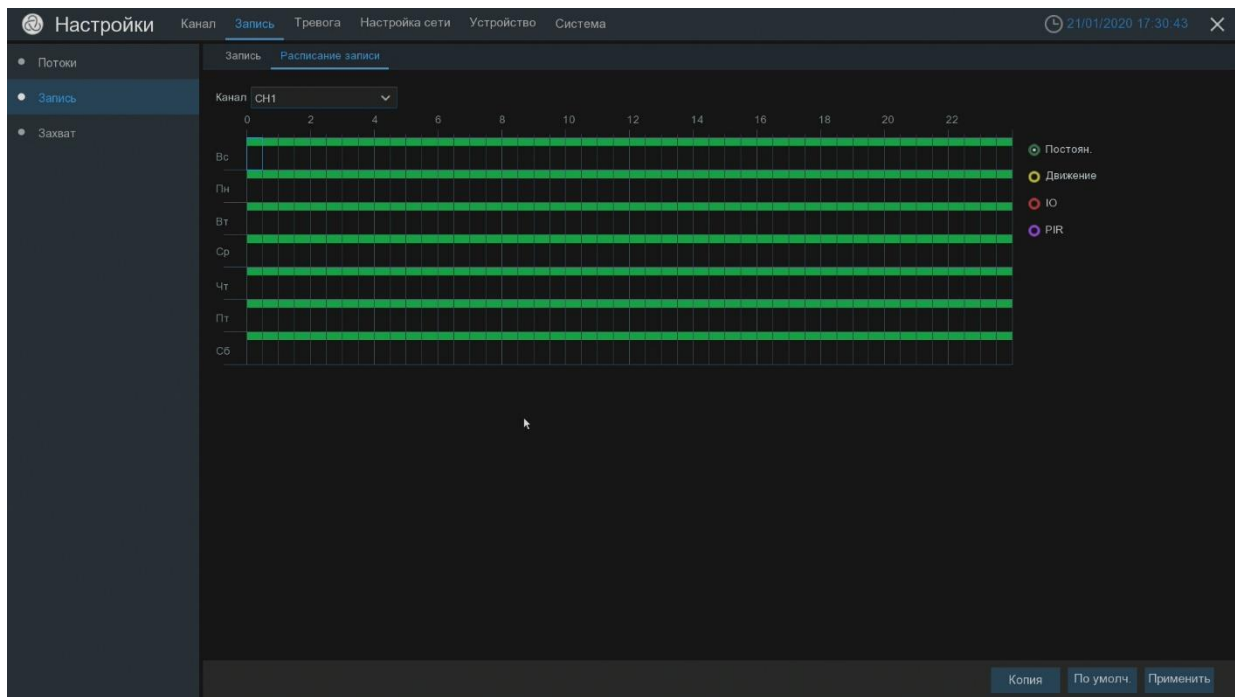 Настройки Канал Запись Тревога Настройка сети Устройство Система 21/01/2020 17:30:43
Потоки
Запись
Захват
Запись Расписание записи
Канал CH1
0 2 4 6 8 10 12 14 16 18 20 22
Вс
Пн
Вт
Ср
Чт
Пт
Сб
Постоян.
Движение
IO
PIR
Копия По умолч. Применить